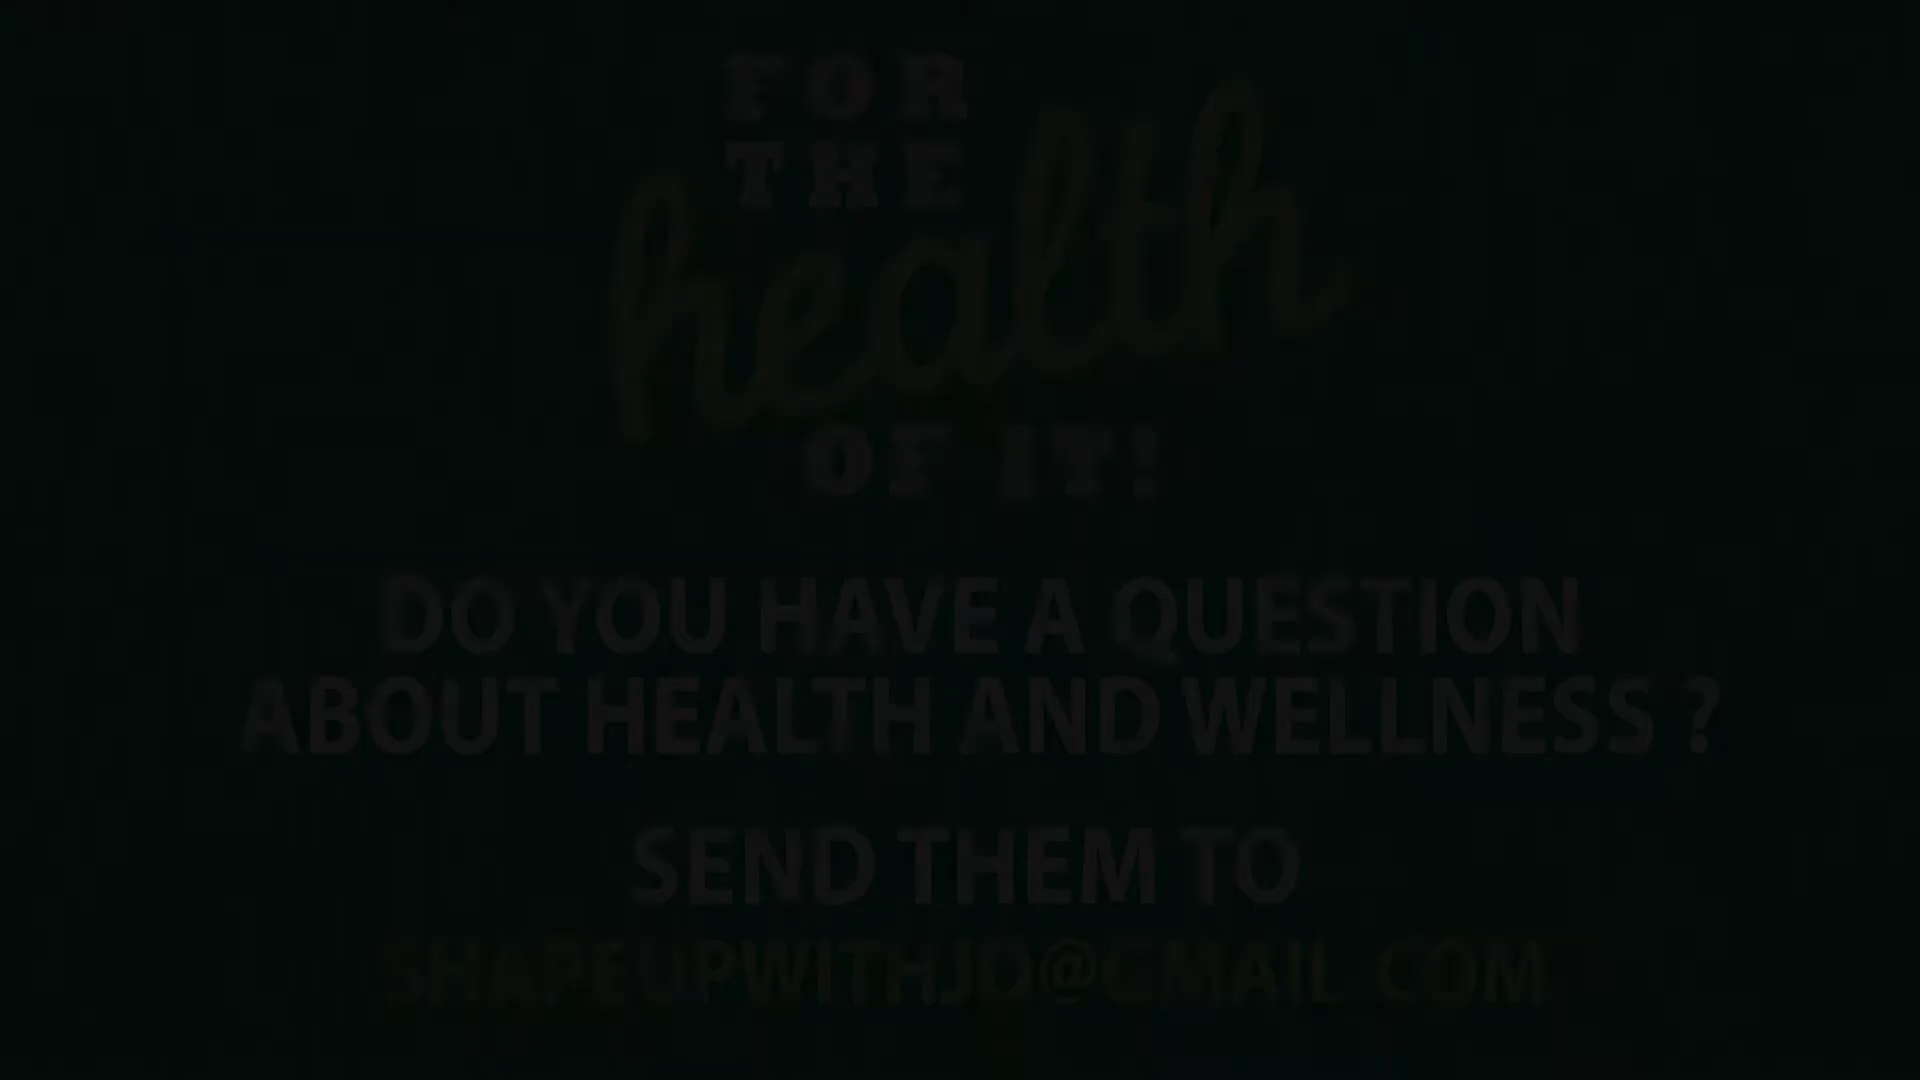 FOR
THE
health
OF IT!
DO YOU HAVE A QUESTION
ABOUT HEALTH AND WELLNESS ?
SEND THEM TO
SHAPEUPWITHJO@GMAIL.COM